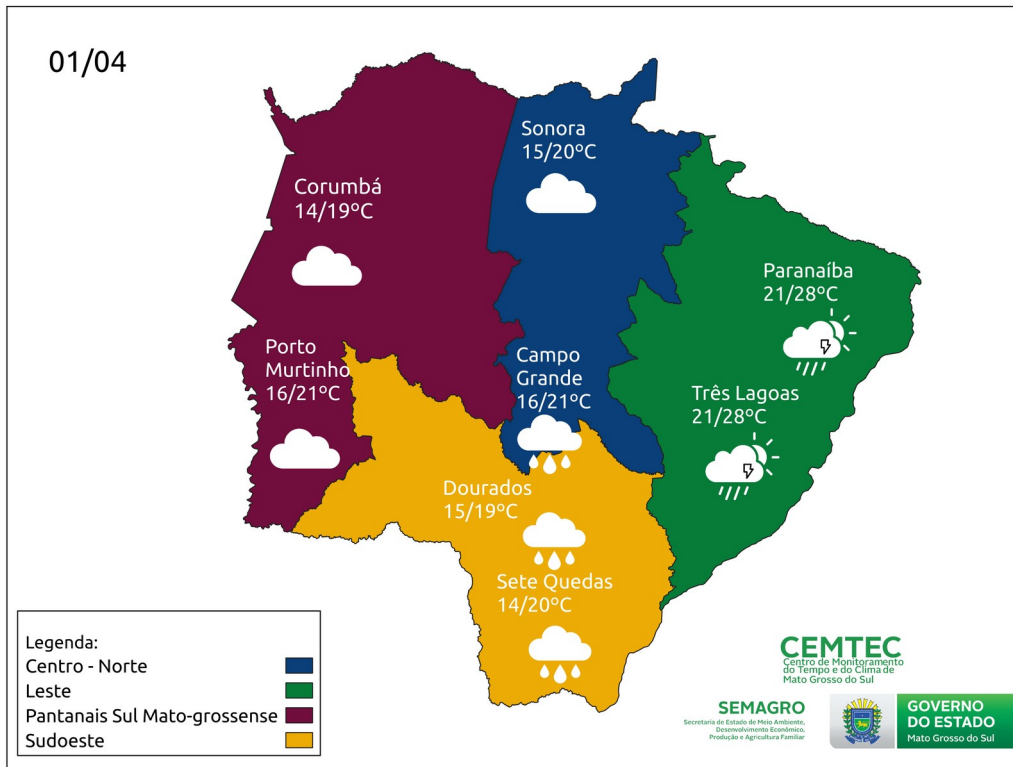 01/04
Sonora
15/20ºC
Corumbá
14/19ºC
Paranaíba
21/28ºC
Porto
Murtinho
16/21ºC
Campo
Grande
16/21ºC
Três Lagoas
21/28ºC
Dourados
15/19ºC
Sete Quedas
14/20ºC
Legenda:
Centro - Norte
Leste
Pantanais Sul Mato-grossense
Sudoeste
CEMTEC
Centro de Monitoramento
do Tempo e do Clima de
Mato Grosso do Sul
SEMAGRO
Secretaria de Estado de Meio Ambiente,
Desenvolvimento Econômico,
Produção e Agricultura Familiar
GOVERNO
DO ESTADO
Mato Grosso do Sul